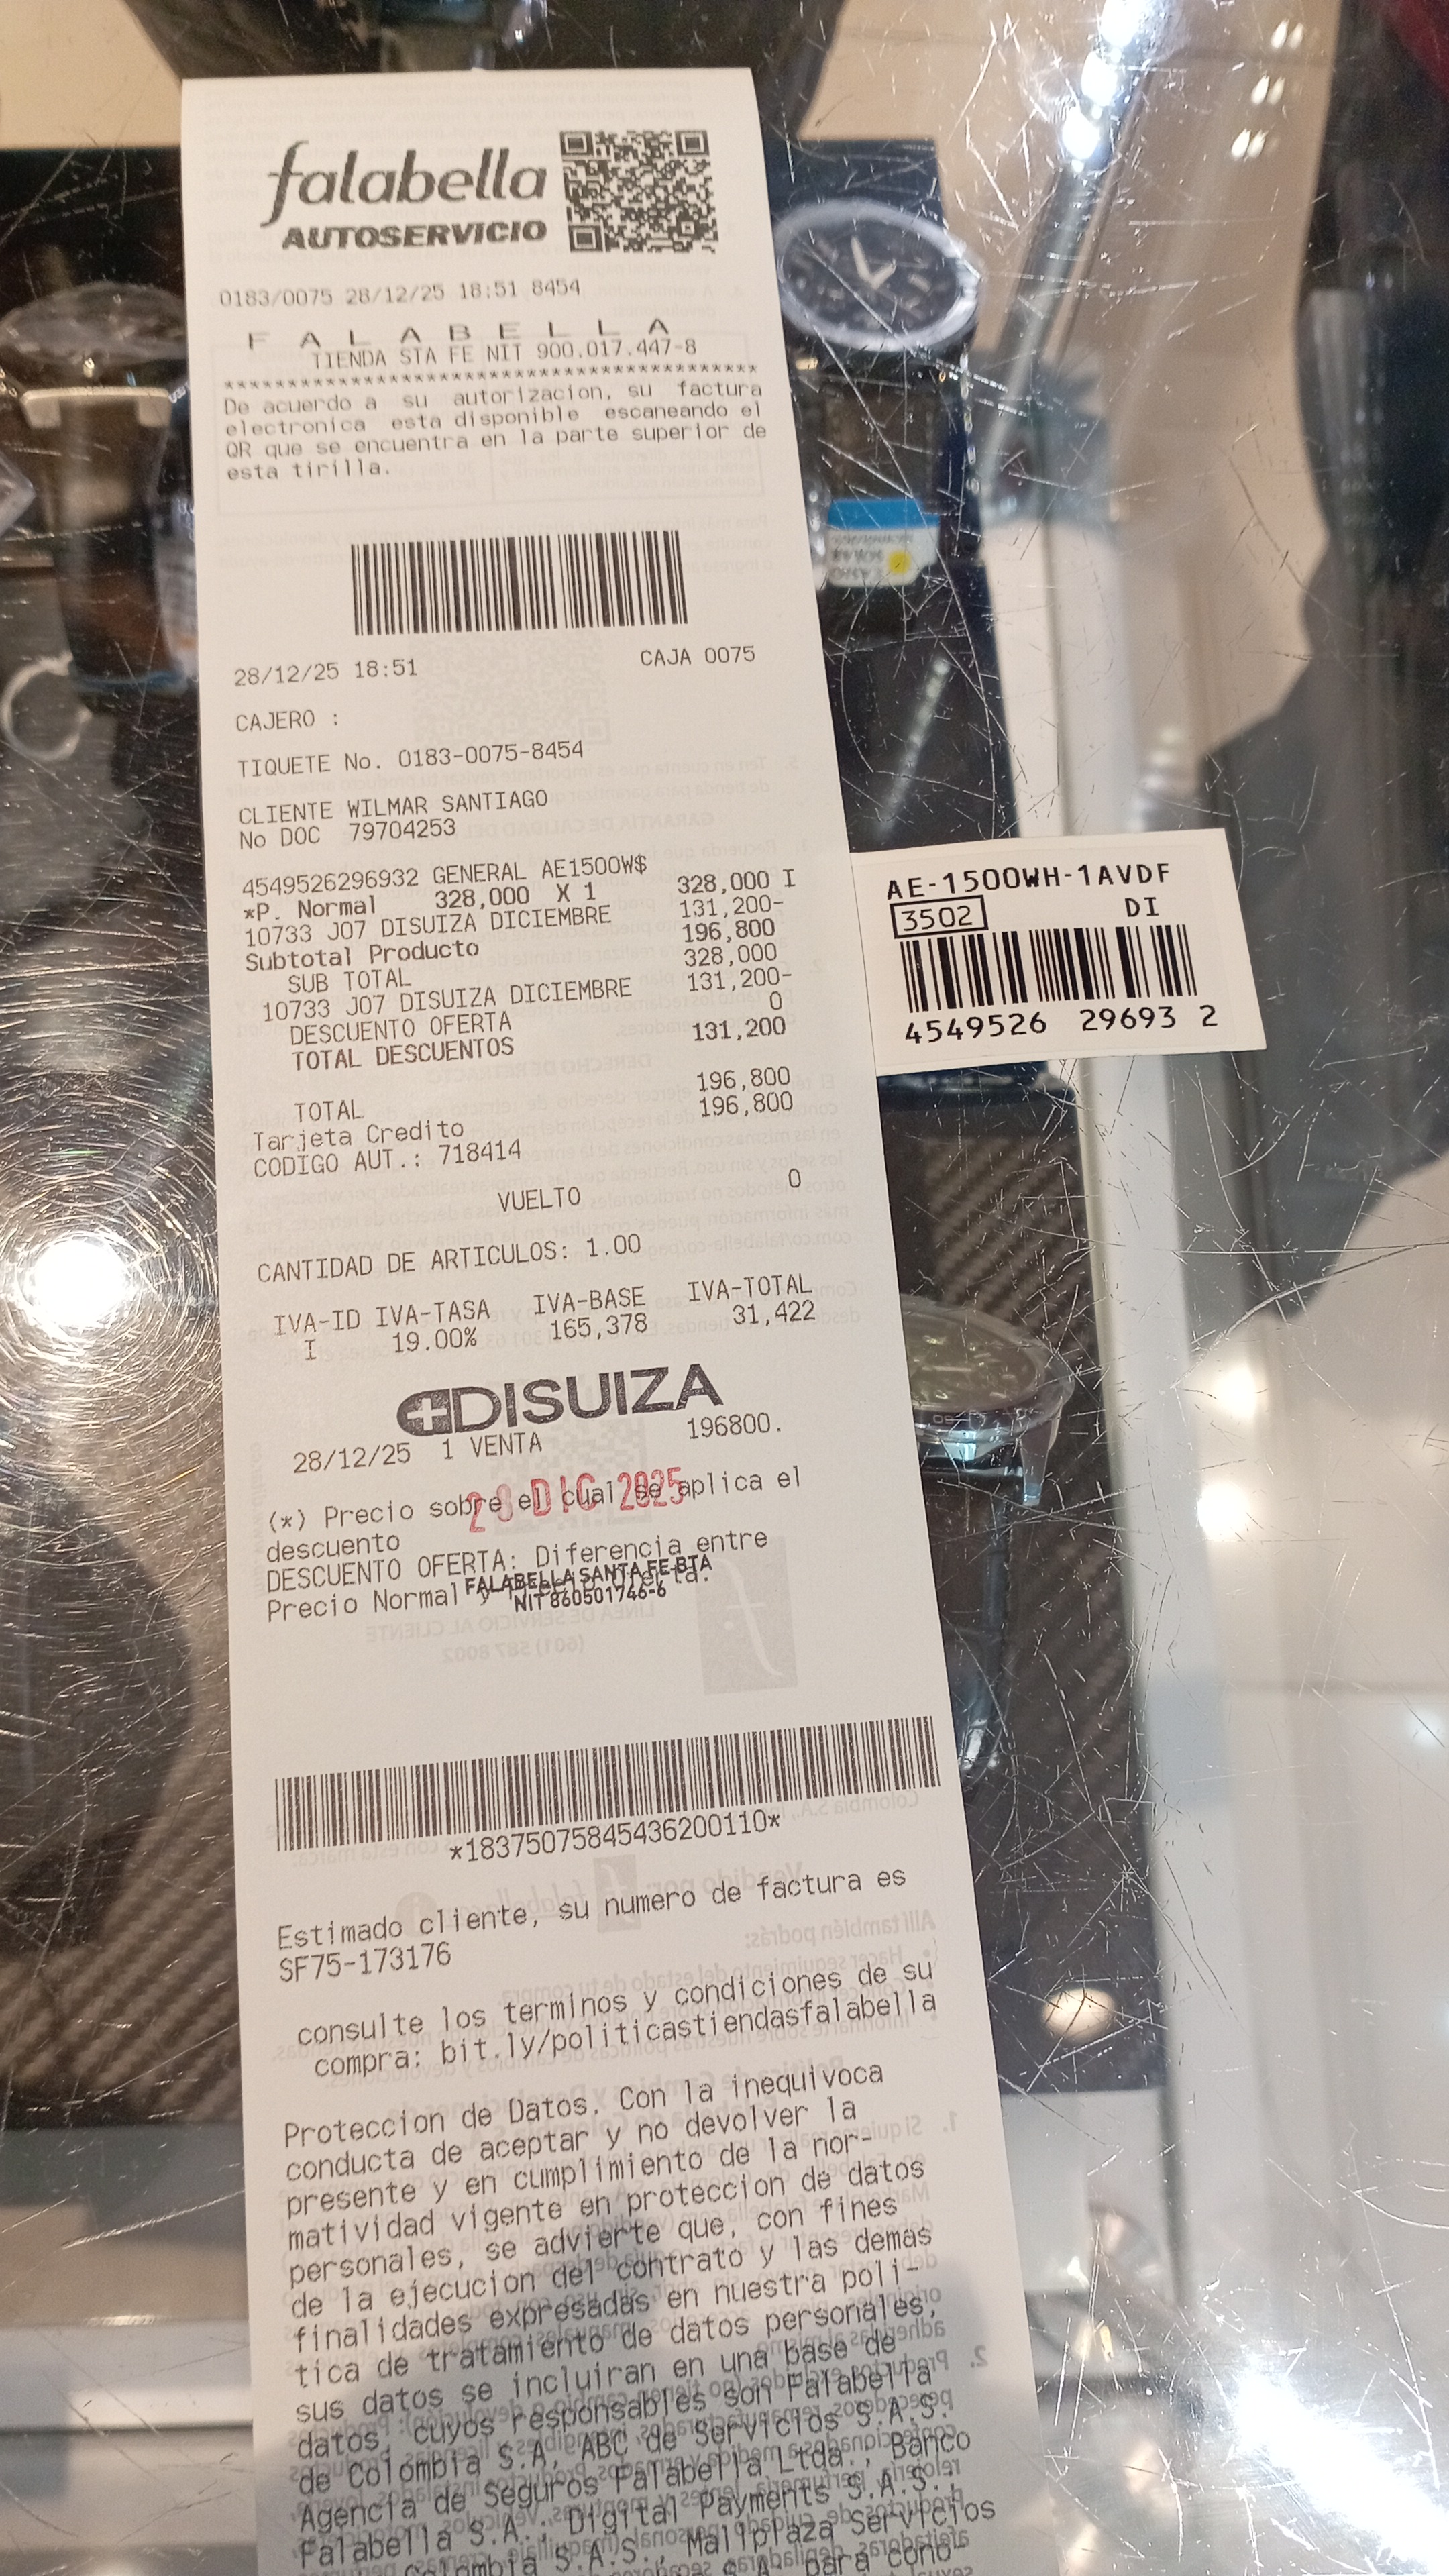 falabella
AUTOSERVICIO
0183/0075 28/12/25 18:51 8454
F A L A B E L L A
TIENDA STA FE NIT 900.017.447-8
******************************************
De acuerdo a su autorizacion, su factura
electronica esta disponible escaneando el
QR que se encuentra en la parte superior de
esta tirilla.
28/12/25 18:51 CAJA 0075
CAJERO :
TIQUETE No. 0183-0075-8454
CLIENTE WILMAR SANTIAGO
No DOC 79704253
4549526296932 GENERAL AE1500W$
*P. Normal 328,000 X 1 328,000 I
10733 J07 DISUIZA DICIEMBRE 131,200-
Subtotal Producto 196,800
SUB TOTAL 328,000
10733 J07 DISUIZA DICIEMBRE 131,200-
DESCUENTO OFERTA 0
TOTAL DESCUENTOS 131,200
TOTAL 196,800
Tarjeta Credito 196,800
CODIGO AUT.: 718414
VUELTO 0
CANTIDAD DE ARTICULOS: 1.00
IVA-ID IVA-TASA IVA-BASE IVA-TOTAL
I 19.00% 165,378 31,422
DISUIZA
28/12/25 1 VENTA 196800.
28 DIC 2025
(*) Precio sobre el cual se aplica el
descuento
DESCUENTO OFERTA: Diferencia entre
Precio Normal y Precio Oferta.
FALABELLA SANTA FE-BTA
NIT 860501746-6
*18375075845436200110*
Estimado cliente, su numero de factura es
SF75-173176
consulte los terminos y condiciones de su
compra: bit.ly/politicastiendasfalabella
Proteccion de Datos. Con la inequivoca
conducta de aceptar y no devolver la
presente y en cumplimiento de la nor-
matividad vigente en proteccion de datos
personales, se advierte que, con fines
de la ejecucion del contrato y las demas
finalidades expresadas en nuestra poli-
tica de tratamiento de datos personales,
sus datos se incluiran en una base de
datos, cuyos responsables son Falabella
de Colombia S.A, ABC de Servicios S.A.S.
Agencia de Seguros Falabella Ltda., Banco
Falabella S.A., Digital Payments S.A.S.,
Colombia S.A.S., Mallplaza Servicios
S.A. para cono-
AE-1500WH-1AVDF
3502 DI
4549526 29693 2